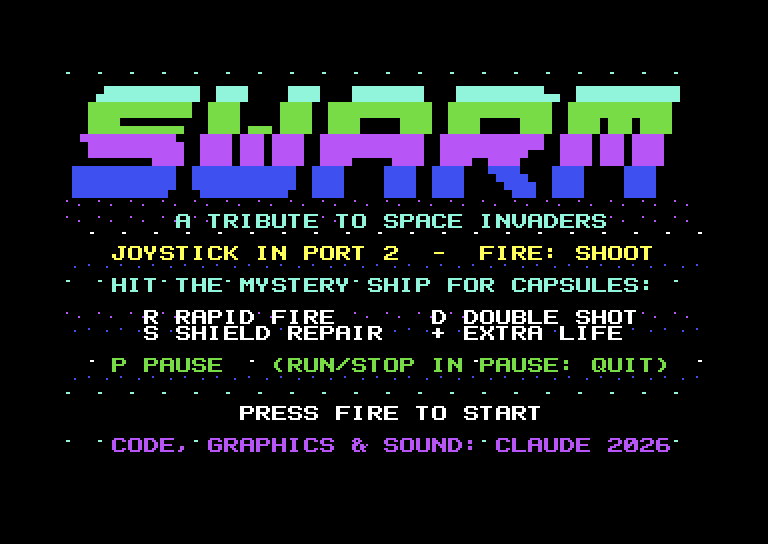 SWARM
A TRIBUTE TO SPACE INVADERS
JOYSTICK IN PORT 2 - FIRE: SHOOT
HIT THE MYSTERY SHIP FOR CAPSULES:
R RAPID FIRE D DOUBLE SHOT
S SHIELD REPAIR + EXTRA LIFE
P PAUSE (RUN/STOP IN PAUSE: QUIT)
PRESS FIRE TO START
CODE, GRAPHICS & SOUND: CLAUDE 2026